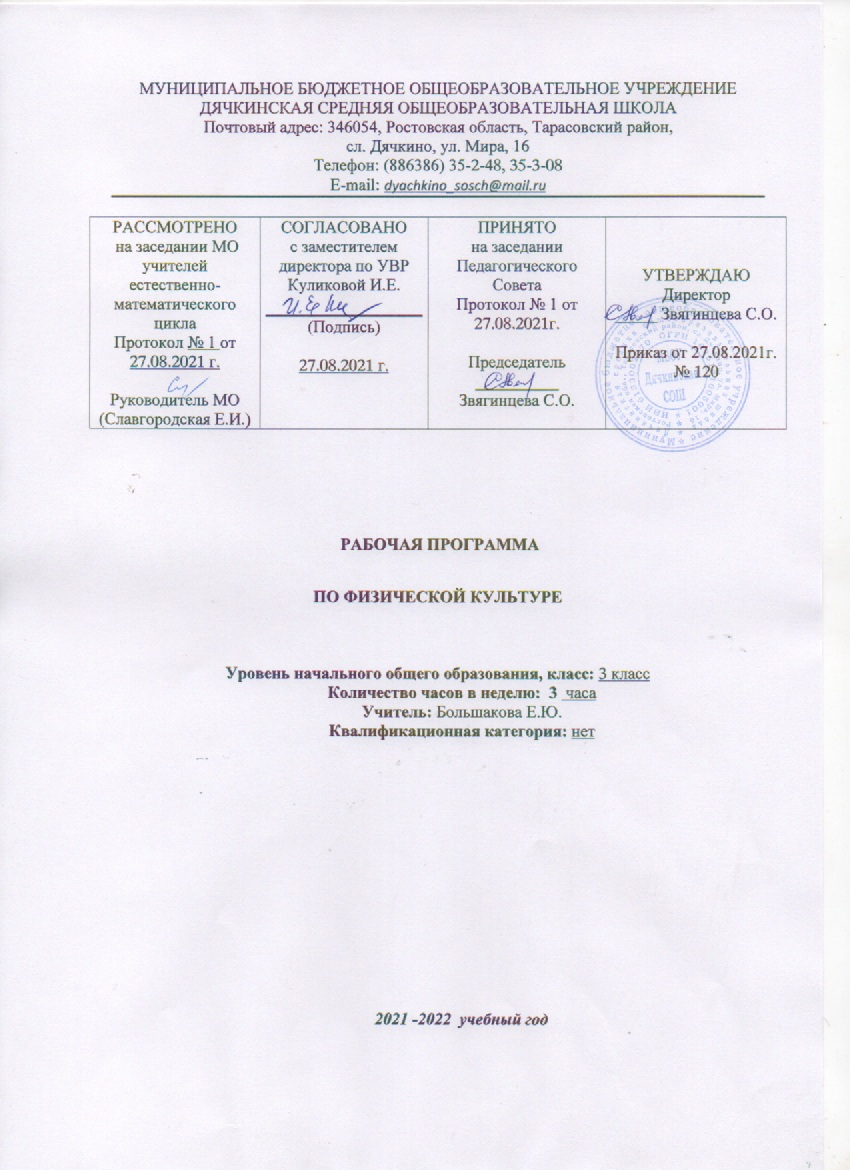 МУНИЦИПАЛЬНОЕ БЮДЖЕТНОЕ ОБЩЕОБРАЗОВАТЕЛЬНОЕ УЧРЕЖДЕНИЕ
ДЯЧКИНСКАЯ СРЕДНЯЯ ОБЩЕОБРАЗОВАТЕЛЬНАЯ ШКОЛА
Почтовый адрес: 346054, Ростовская область, Тарасовский район,
сл. Дячкино, ул. Мира, 16
Телефон: (886386) 35-2-48, 35-3-08
E-mail: dyachkino_sosch@mail.ru
РАССМОТРЕНО
на заседании МО
учителей
естественно-
математического
цикла
Протокол № 1 от
27.08.2021 г.
Руководитель МО
(Славгородская Е.И.)
СОГЛАСОВАНО
с заместителем
директора по УВР
Куликовой И.Е.
(Подпись)
27.08.2021 г.
ПРИНЯТО
на заседании
Педагогического
Совета
Протокол № 1 от
27.08.2021г.
Председатель
Звягинцева С.О.
УТВЕРЖДАЮ
Директор
Звягинцева С.О.
Приказ от 27.08.2021г.
№ 120
Дячкинская
СОШ
РАБОЧАЯ ПРОГРАММА
ПО ФИЗИЧЕСКОЙ КУЛЬТУРЕ
Уровень начального общего образования, класс: 3 класс
Количество часов в неделю: 3 часа
Учитель: Большакова Е.Ю.
Квалификационная категория: нет
2021 -2022 учебный год